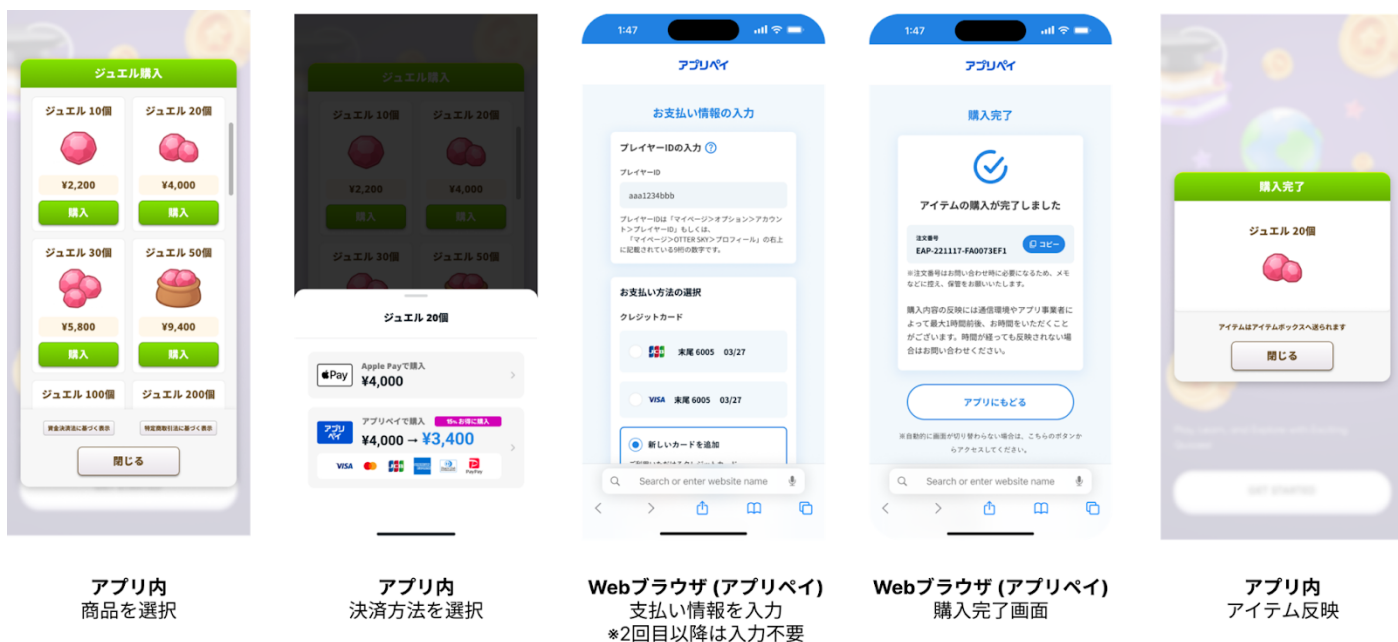 ジュエル購入
ジュエル 10個
ジュエル 20個
¥2,200
¥4,000
購入
購入
ジュエル 30個
ジュエル 50個
¥5,800
¥9,400
購入
購入
ジュエル 100個
ジュエル 200個
資金決済法に基づく表示
特定商取引法に基づく表示
閉じる
アプリ内
商品を選択
ジュエル購入
ジュエル 10個
ジュエル 20個
¥2,200
¥4,000
購入
購入
ジュエル 30個
ジュエル 50個
ジュエル 20個
Pay
Apple Payで購入
¥4,000
アプリペイ
アプリペイで購入
15%お得に購入
¥4,000 → ¥3,400
VISA
JCB
PayPay
アプリ内
決済方法を選択
1:47
アプリペイ
お支払い情報の入力
プレイヤーIDの入力 ?
プレイヤーID
aaa1234bbb
プレイヤーIDは「マイページ>オプション>アカウン
ト>プレイヤーID」もしくは、
「マイページ>OTTER SKY>プロフィール」の右上
に記載されている9桁の数字です。
お支払い方法の選択
クレジットカード
JCB 末尾 6005 03/27
VISA 末尾 6005 03/27
新しいカードを追加
Search or enter website name
Webブラウザ (アプリペイ)
支払い情報を入力
※2回目以降は入力不要
1:47
アプリペイ
購入完了
アイテムの購入が完了しました
注文番号
EAP-221117-FA0073EF1
コピー
※注文番号はお問い合わせ時に必要になるため、メモ
などに控え、保管をお願いいたします。
購入内容の反映には通信環境やアプリ事業者に
よって最大1時間前後、お時間をいただくこと
がございます。時間が経っても反映されない場
合はお問い合わせください。
アプリにもどる
※自動的に画面が切り替わらない場合は、こちらのボタンか
らアクセスしてください。
Search or enter website name
Webブラウザ (アプリペイ)
購入完了画面
購入完了
ジュエル 20個
アイテムはアイテムボックスへ送られます
閉じる
GET STARTED
アプリ内
アイテム反映